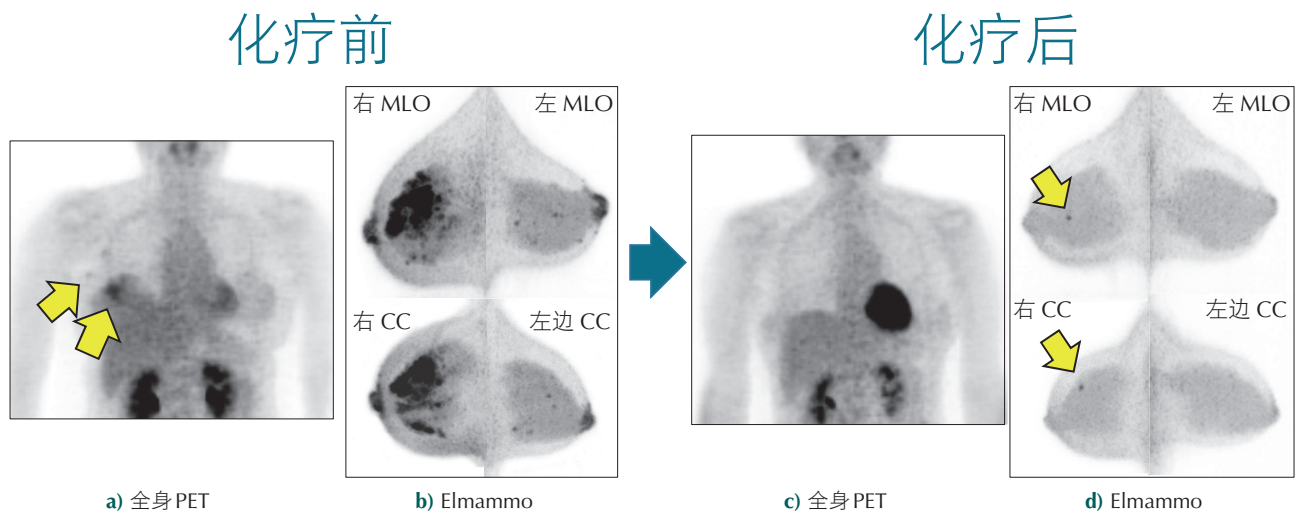 化疗前
化疗后
右 MLO
左 MLO
右 CC
左边 CC
右 MLO
左 MLO
右 CC
左边 CC
a) 全身PET
b) Elmammo
c) 全身PET
d) Elmammo